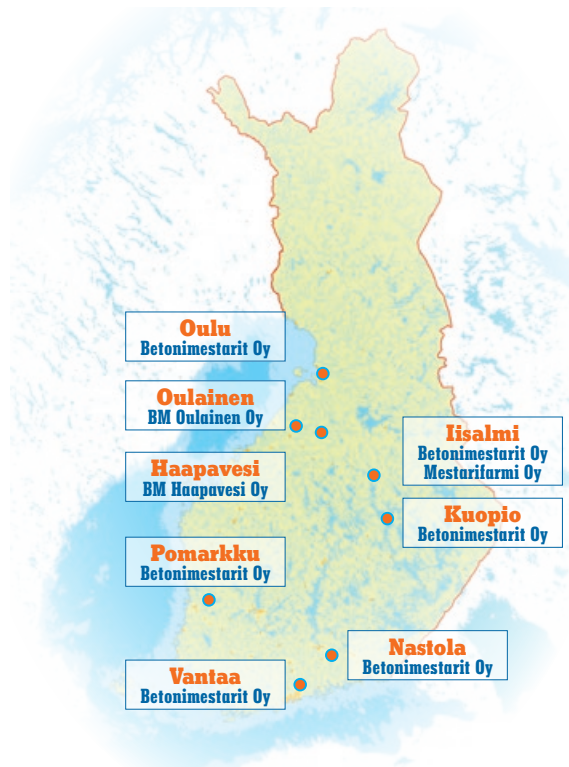 Oulu
Betonimestarit Oy
Oulainen
BM Oulainen Oy
Haapavesi
BM Haapavesi Oy
Iisalmi
Betonimestarit Oy
Mestarifarmi Oy
Kuopio
Betonimestarit Oy
Pomarkku
Betonimestarit Oy
Nastola
Betonimestarit Oy
Vantaa
Betonimestarit Oy